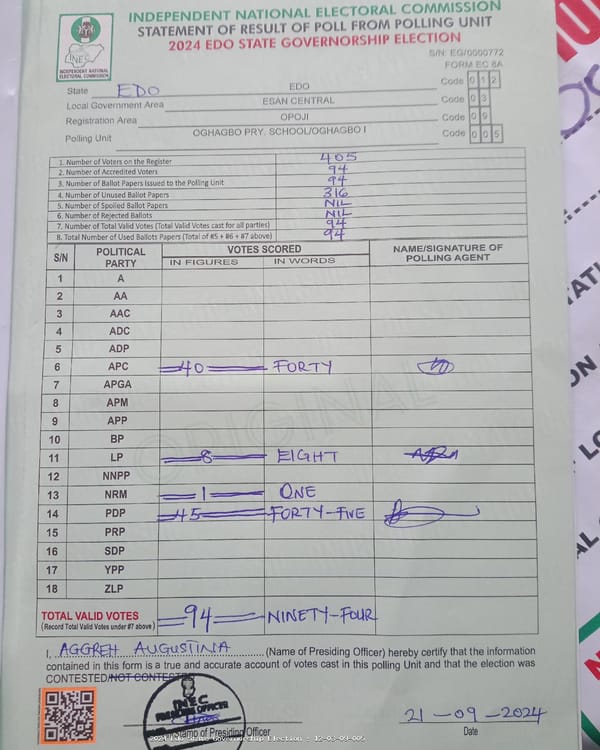 INDEPENDENT NATIONAL ELECTORAL COMMISSION
STATEMENT OF RESULT OF POLL FROM POLLING UNIT
2024 EDO STATE GOVERNORSHIP ELECTION
INEC
INDEPENDENT NATIONAL
ELECTORAL COMMISSION
S/N: EG/0000772
FORM EC 8A
State EDO EDO Code 0 1 2
Local Government Area ESAN CENTRAL Code 0 3
Registration Area OPOJI Code 0 9
Polling Unit OGHAGBO PRY. SCHOOL/OGHAGBO I Code 0 0 5
1. Number of Voters on the Register 405
2. Number of Accredited Voters 94
3. Number of Ballot Papers Issued to the Polling Unit 94
4. Number of Unused Ballot Papers 316
5. Number of Spoiled Ballot Papers NIL
6. Number of Rejected Ballots NIL
7. Number of Total Valid Votes (Total Valid Votes cast for all parties) 94
8. Total Number of Used Ballots Papers (Total of #5 + #6 + #7 above) 94
S/N POLITICAL PARTY VOTES SCORED NAME/SIGNATURE OF POLLING AGENT
IN FIGURES IN WORDS
1 A
2 AA
3 AAC
4 ADC
5 ADP
6 APC 40 FORTY
7 APGA
8 APM
9 APP
10 BP
11 LP 8 EIGHT
12 NNPP
13 NRM 1 ONE
14 PDP 45 FORTY-FIVE
15 PRP
16 SDP
17 YPP
18 ZLP
ORIGINAL
TOTAL VALID VOTES 94 NINETY-FOUR
(Record Total Valid Votes under #7 above)
I, AGGREH AUGUSTINA (Name of Presiding Officer) hereby certify that the information
contained in this form is a true and accurate account of votes cast in this polling Unit and that the election was
CONTESTED/NOT CONTESTED
INEC
PRESIDING OFFICER
Stamp of Presiding Officer
21-09-2024
Date
2024 Edo State Governorship Election - 12-03-09-005